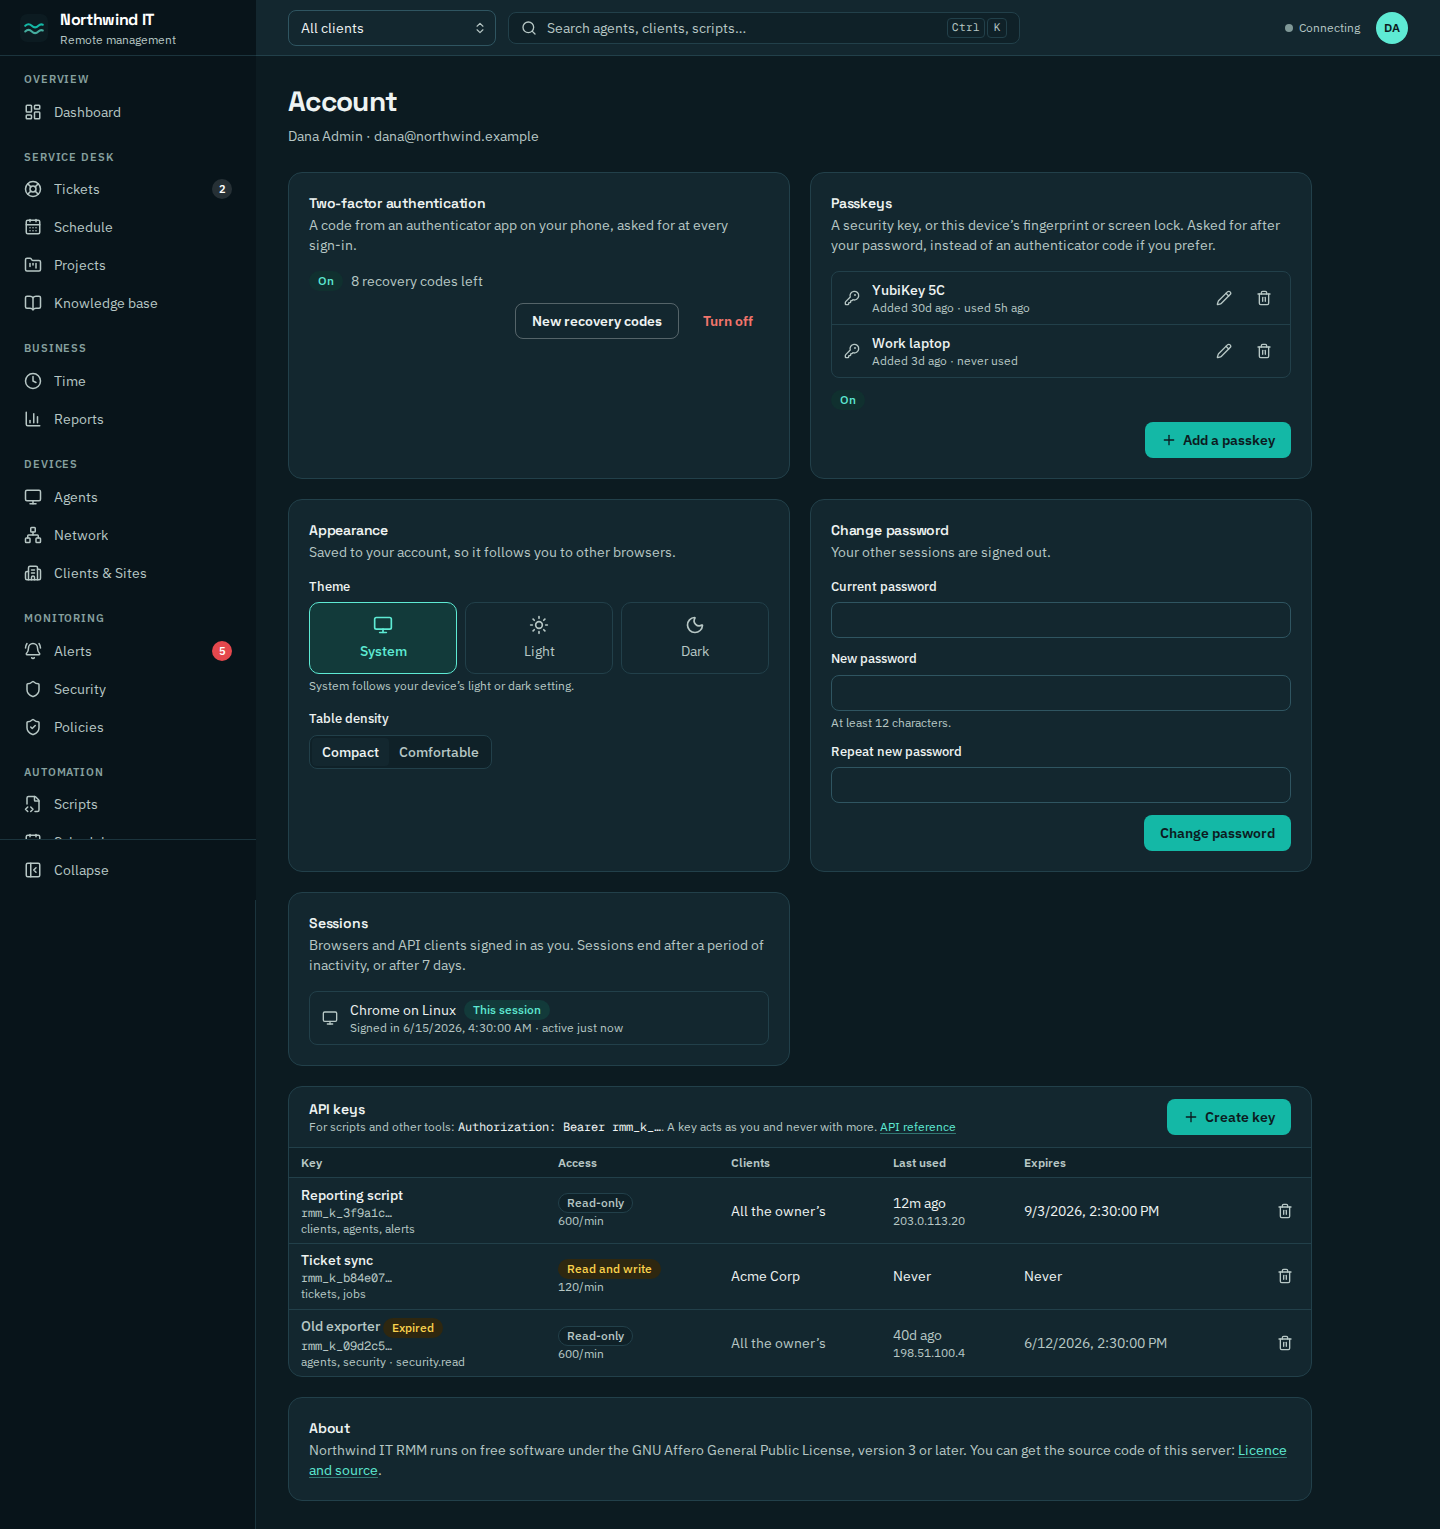 Northwind IT
Remote management
All clients
Search agents, clients, scripts...
Ctrl K
Connecting
DA
OVERVIEW
Dashboard
SERVICE DESK
Tickets 2
Schedule
Projects
Knowledge base
BUSINESS
Time
Reports
DEVICES
Agents
Network
Clients & Sites
MONITORING
Alerts 5
Security
Policies
AUTOMATION
Scripts
Collapse
Account
Dana Admin · dana@northwind.example
Two-factor authentication
A code from an authenticator app on your phone, asked for at every
sign-in.
On 8 recovery codes left
New recovery codes Turn off
Passkeys
A security key, or this device’s fingerprint or screen lock. Asked for after
your password, instead of an authenticator code if you prefer.
YubiKey 5C
Added 30d ago · used 5h ago
Work laptop
Added 3d ago · never used
On
Add a passkey
Appearance
Saved to your account, so it follows you to other browsers.
Theme
System Light Dark
System follows your device’s light or dark setting.
Table density
Compact Comfortable
Change password
Your other sessions are signed out.
Current password
New password
At least 12 characters.
Repeat new password
Change password
Sessions
Browsers and API clients signed in as you. Sessions end after a period of
inactivity, or after 7 days.
Chrome on Linux This session
Signed in 6/15/2026, 4:30:00 AM · active just now
API keys
For scripts and other tools: Authorization: Bearer rmm_k_…. A key acts as you and never with more. API reference
Create key
Key Access Clients Last used Expires
Reporting script
rmm_k_3f9a1c…
clients, agents, alerts
Read-only
600/min
All the owner’s
12m ago
203.0.113.20
9/3/2026, 2:30:00 PM
Ticket sync
rmm_k_b84e07…
tickets, jobs
Read and write
120/min
Acme Corp
Never
Never
Old exporter Expired
rmm_k_09d2c5…
agents, security · security.read
Read-only
600/min
All the owner’s
40d ago
198.51.100.4
6/12/2026, 2:30:00 PM
About
Northwind IT RMM runs on free software under the GNU Affero General Public License, version 3 or later. You can get the source code of this server: Licence
and source.